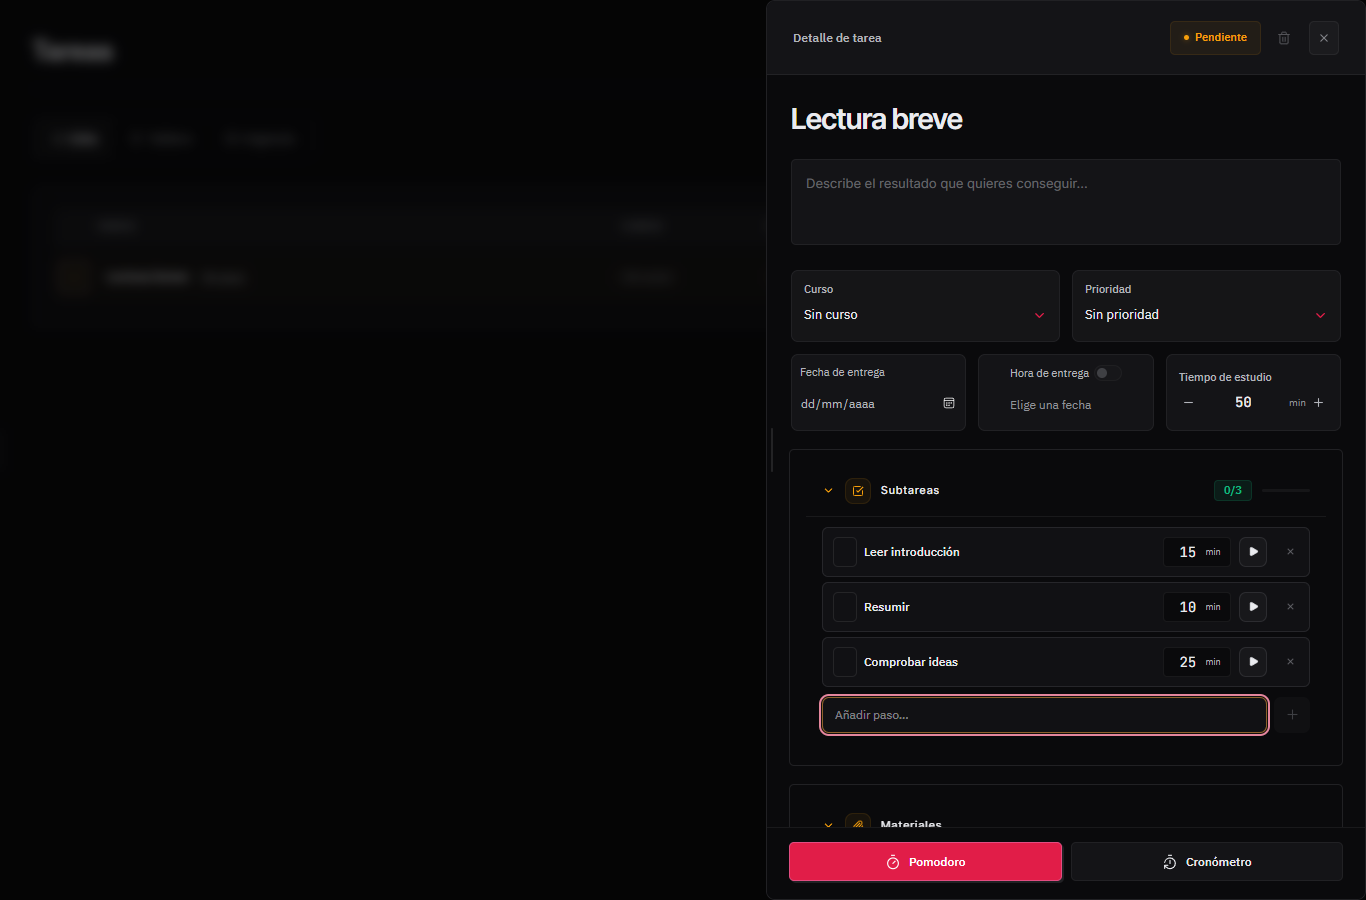 Tareas
Detalle de tarea
Pendiente
Lectura breve
Describe el resultado que quieres conseguir...
Curso
Sin curso
Prioridad
Sin prioridad
Fecha de entrega
dd/mm/aaaa
Hora de entrega
Elige una fecha
Tiempo de estudio
50 min
Subtareas
0/3
Leer introducción
15 min
Resumir
10 min
Comprobar ideas
25 min
Añadir paso...
Materiales
Pomodoro
Cronómetro